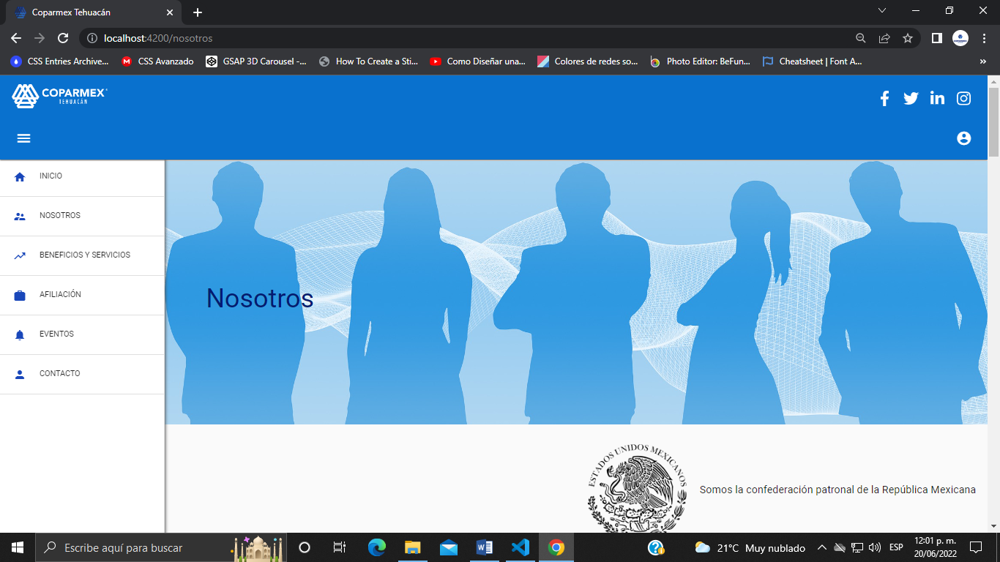 Coparmex Tehuacán
localhost:4200/nosotros
CSS Entries Archive...
CSS Avanzado
GSAP 3D Carousel -...
How To Create a Sti...
Como Diseñar una...
Colores de redes so...
Photo Editor: BeFun...
Cheatsheet | Font A...
»
COPARMEX
TEHUACÁN
INICIO
NOSOTROS
BENEFICIOS Y SERVICIOS
AFILIACIÓN
EVENTOS
CONTACTO
Nosotros
ESTADOS UNIDOS MEXICANOS
Somos la confederación patronal de la República Mexicana
Escribe aquí para buscar
21°C Muy nublado
ESP
12:01 p. m.
20/06/2022